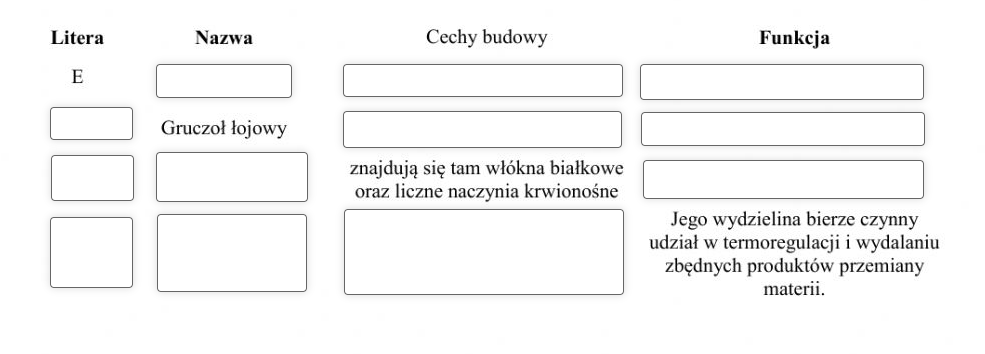 Litera Nazwa Cechy budowy Funkcja
E
Gruczoł łojowy
znajdują się tam włókna białkowe
oraz liczne naczynia krwionośne
Jego wydzielina bierze czynny
udział w termoregulacji i wydalaniu
zbędnych produktów przemiany
materii.